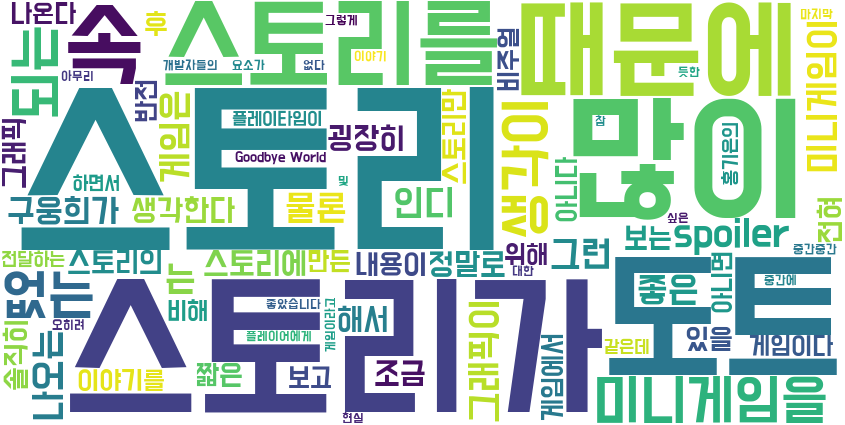 나온다
속
후
스토리를
그렇게
때문에
마지막
개발자들의
요소가
없다
이야기
되는
아무리
반전
게임은
비주얼
듯한
미니게임이
그래픽
스토리
플레이타임이
굉장히
스토리만
생각이
많이
참
홍기은의
Goodbye World
하면서
및
아니다
구웅희가
생각한다
물론
인디
싶은
전혀
보는
spoiler
전달하는
스토리의
는
스토리에
만든
내용이
정말로
위해
그런
중간중간
대한
없는
비해
스토리가
좋았습니다
게임이라고
해서
노트
좋은
아니면
중간에
오히려
플레이어에게
솔직히
나오는
이야기를
짧은
보고
조금
그래픽이
게임에서
같은데
있을
게임이다
미니게임을
현실